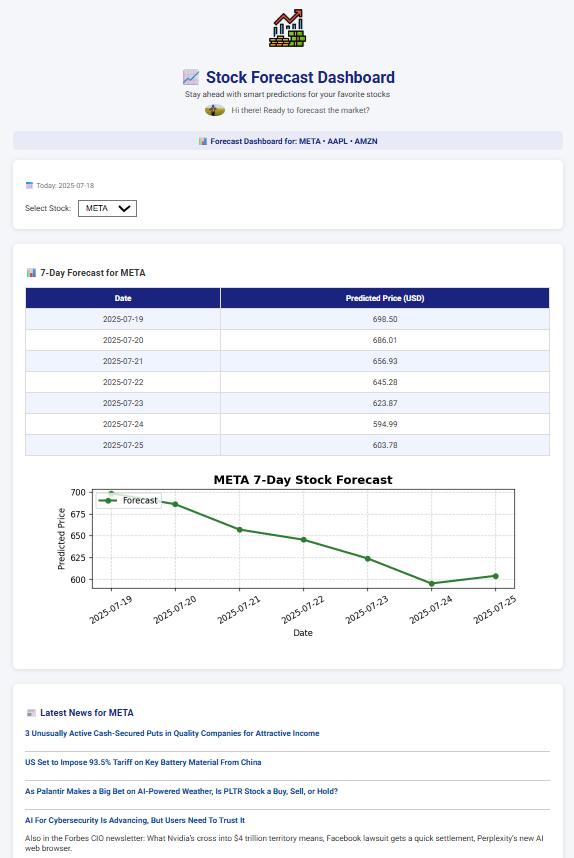 Stock Forecast Dashboard
Stay ahead with smart predictions for your favorite stocks
Hi there! Ready to forecast the market?
Forecast Dashboard for: META • AAPL • AMZN
Today: 2025-07-18
Select Stock: META
7-Day Forecast for META
Date Predicted Price (USD)
2025-07-19 698.50
2025-07-20 686.01
2025-07-21 656.93
2025-07-22 645.28
2025-07-23 623.87
2025-07-24 594.99
2025-07-25 603.78
META 7-Day Stock Forecast
Forecast
Predicted Price
700
675
650
625
600
2025-07-19 2025-07-20 2025-07-21 2025-07-22 2025-07-23 2025-07-24 2025-07-25
Date
Latest News for META
3 Unusually Active Cash-Secured Puts in Quality Companies for Attractive Income
US Set to Impose 93.5% Tariff on Key Battery Material From China
As Palantir Makes a Big Bet on AI-Powered Weather, Is PLTR Stock a Buy, Sell, or Hold?
AI For Cybersecurity Is Advancing, But Users Need To Trust It
Also in the Forbes CIO newsletter: What Nvidia's cross into $4 trillion territory means, Facebook lawsuit gets a quick settlement, Perplexity's new AI
web browser.